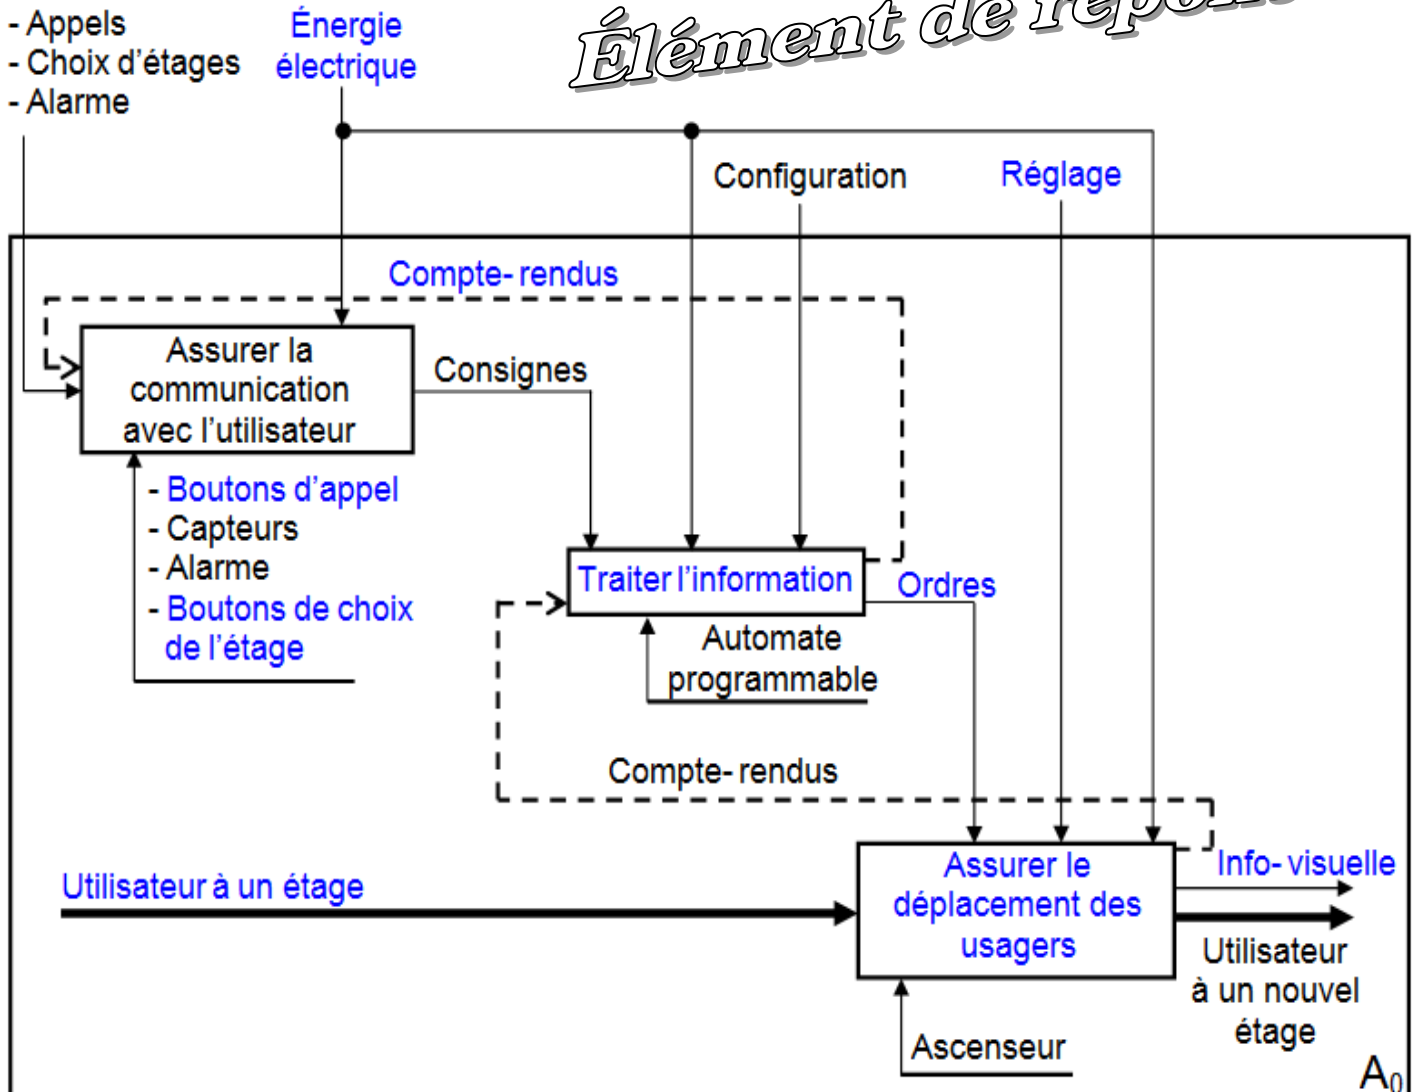 - Appels
- Choix d'étages
- Alarme
Énergie
électrique
Élément de
Configuration
Réglage
Compte- rendus
Assurer la
communication
avec l'utilisateur
Consignes
- Boutons d'appel
- Capteurs
- Alarme
- Boutons de choix
de l'étage
Traiter l'information
Ordres
Automate
programmable
Compte- rendus
Utilisateur à un étage
Assurer le
déplacement des
usagers
Info- visuelle
Utilisateur
à un nouvel
étage
Ascenseur
A0